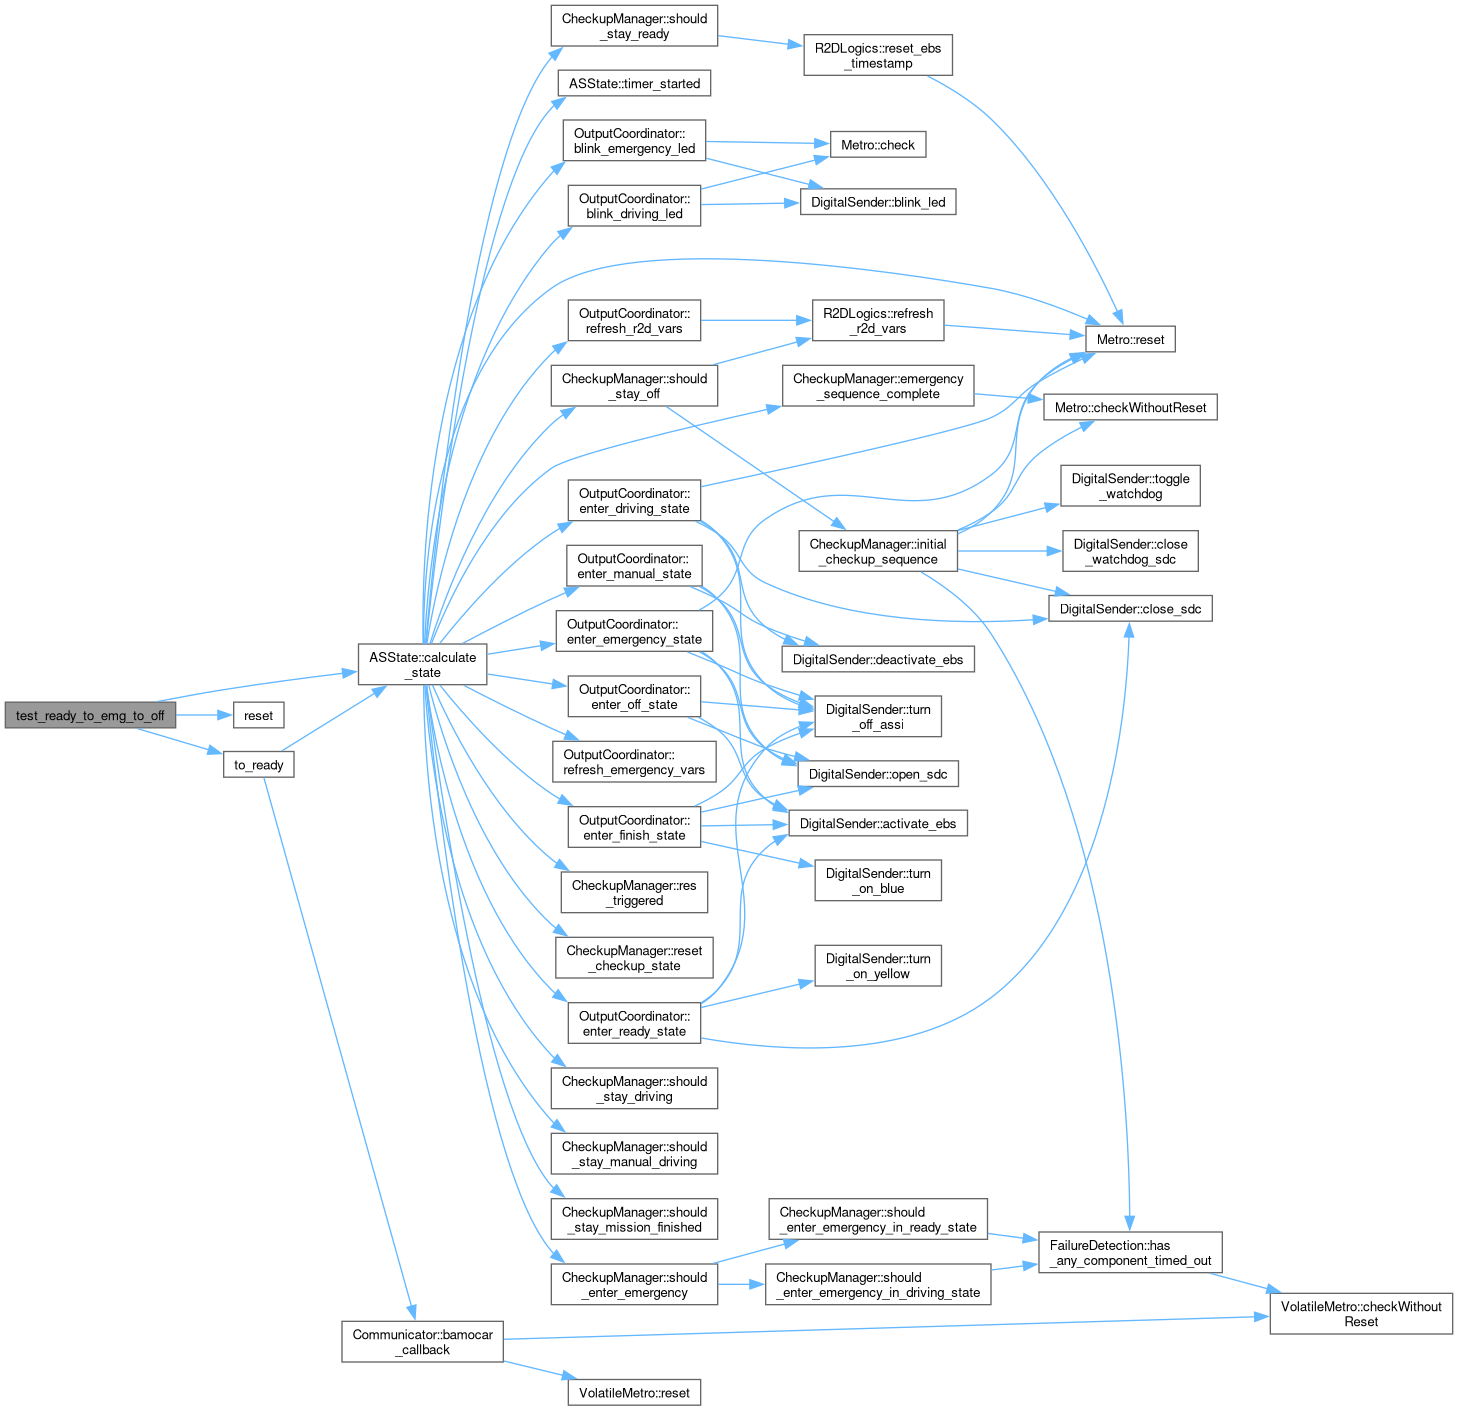 test_ready_to_emg_to_off
reset
to_ready
ASState::calculate
_state
Communicator::bamocar
_callback
CheckupManager::should
_stay_ready
ASState::timer_started
OutputCoordinator::
blink_emergency_led
OutputCoordinator::
blink_driving_led
OutputCoordinator::
refresh_r2d_vars
CheckupManager::should
_stay_off
OutputCoordinator::
enter_driving_state
OutputCoordinator::
enter_manual_state
OutputCoordinator::
enter_emergency_state
OutputCoordinator::
enter_off_state
OutputCoordinator::
refresh_emergency_vars
OutputCoordinator::
enter_finish_state
CheckupManager::res
_triggered
CheckupManager::reset
_checkup_state
OutputCoordinator::
enter_ready_state
CheckupManager::should
_stay_driving
CheckupManager::should
_stay_manual_driving
CheckupManager::should
_stay_mission_finished
CheckupManager::should
_enter_emergency
VolatileMetro::reset
R2DLogics::reset_ebs
_timestamp
Metro::check
DigitalSender::blink_led
R2DLogics::refresh
_r2d_vars
CheckupManager::emergency
_sequence_complete
CheckupManager::initial
_checkup_sequence
DigitalSender::deactivate_ebs
DigitalSender::turn
_off_assi
DigitalSender::open_sdc
DigitalSender::activate_ebs
DigitalSender::turn
_on_blue
DigitalSender::turn
_on_yellow
CheckupManager::should
_enter_emergency_in_ready_state
CheckupManager::should
_enter_emergency_in_driving_state
Metro::reset
Metro::checkWithoutReset
DigitalSender::toggle
_watchdog
DigitalSender::close
_watchdog_sdc
DigitalSender::close_sdc
FailureDetection::has
_any_component_timed_out
VolatileMetro::checkWithout
Reset